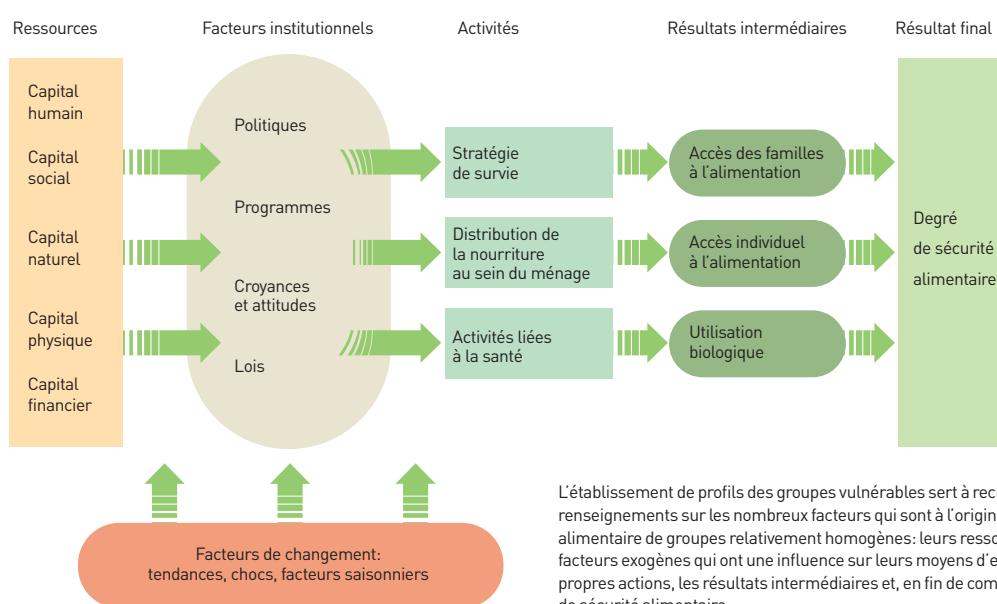 Ressources
Facteurs institutionnels
Activités
Résultats intermédiaires
Résultat final
Capital
humain
Capital
social
Capital
naturel
Capital
physique
Capital
financier
Politiques
Programmes
Croyances
et attitudes
Lois
Stratégie
de survie
Distribution de
la nourriture
au sein du ménage
Activités liées
à la santé
Accès des familles
à l'alimentation
Accès individuel
à l'alimentation
Utilisation
biologique
Degré
de sécurité
alimentaire
Facteurs de changement:
tendances, chocs, facteurs saisonniers
L'établissement de profils des groupes vulnérables sert à
renseignements sur les nombreux facteurs qui sont à
alimentaire de groupes relativement homogènes: leurs
facteurs exogènes qui ont une influence sur leurs moyens
propres actions, les résultats intermédiaires et, en fin de
de sécurité alimentaire